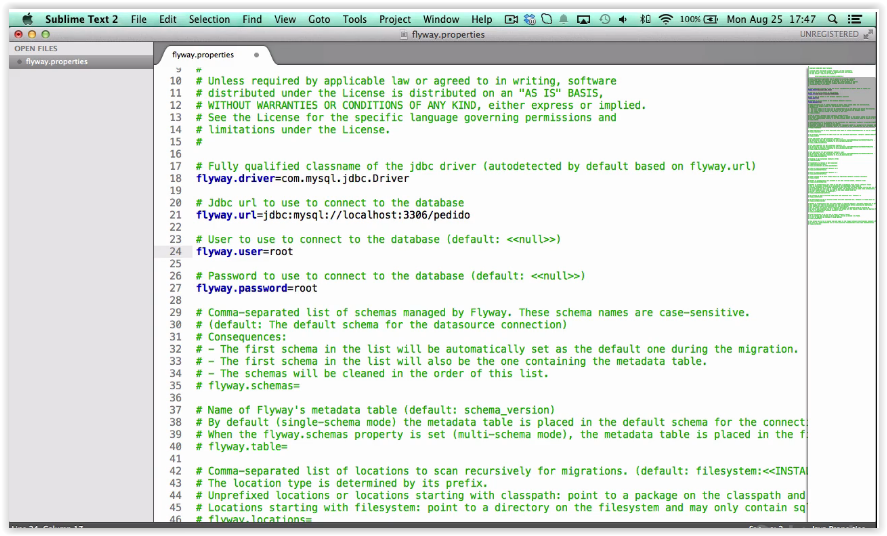 Sublime Text 2 File Edit Selection Find View Goto Tools Project Window Help 100% Mon Aug 25 17:47
flyway.properties UNREGISTERED
OPEN FILES
flyway.properties
flyway.properties
9 #
10 # Unless required by applicable law or agreed to in writing, software
11 # distributed under the License is distributed on an "AS IS" BASIS,
12 # WITHOUT WARRANTIES OR CONDITIONS OF ANY KIND, either express or implied.
13 # See the License for the specific language governing permissions and
14 # limitations under the License.
15 #
16
17 # Fully qualified classname of the jdbc driver (autodetected by default based on flyway.url)
18 flyway.driver=com.mysql.jdbc.Driver
19
20 # Jdbc url to use to connect to the database
21 flyway.url=jdbc:mysql://localhost:3306/pedido
22
23 # User to use to connect to the database (default: <<null>>)
24 flyway.user=root
25
26 # Password to use to connect to the database (default: <<null>>)
27 flyway.password=root
28
29 # Comma-separated list of schemas managed by Flyway. These schema names are case-sensitive.
30 # (default: The default schema for the datasource connection)
31 # Consequences:
32 # - The first schema in the list will be automatically set as the default one during the migration.
33 # - The first schema in the list will also be the one containing the metadata table.
34 # - The schemas will be cleaned in the order of this list.
35 # flyway.schemas=
36
37 # Name of Flyway's metadata table (default: schema_version)
38 # By default (single-schema mode) the metadata table is placed in the default schema for the connecti
39 # When the flyway.schemas property is set (multi-schema mode), the metadata table is placed in the fi
40 # flyway.table=
41
42 # Comma-separated list of locations to scan recursively for migrations. (default: filesystem:<<INSTAL
43 # The location type is determined by its prefix.
44 # Unprefixed locations or locations starting with classpath: point to a package on the classpath and
45 # Locations starting with filesystem: point to a directory on the filesystem and may only contain sq
46 # flyway.locations=